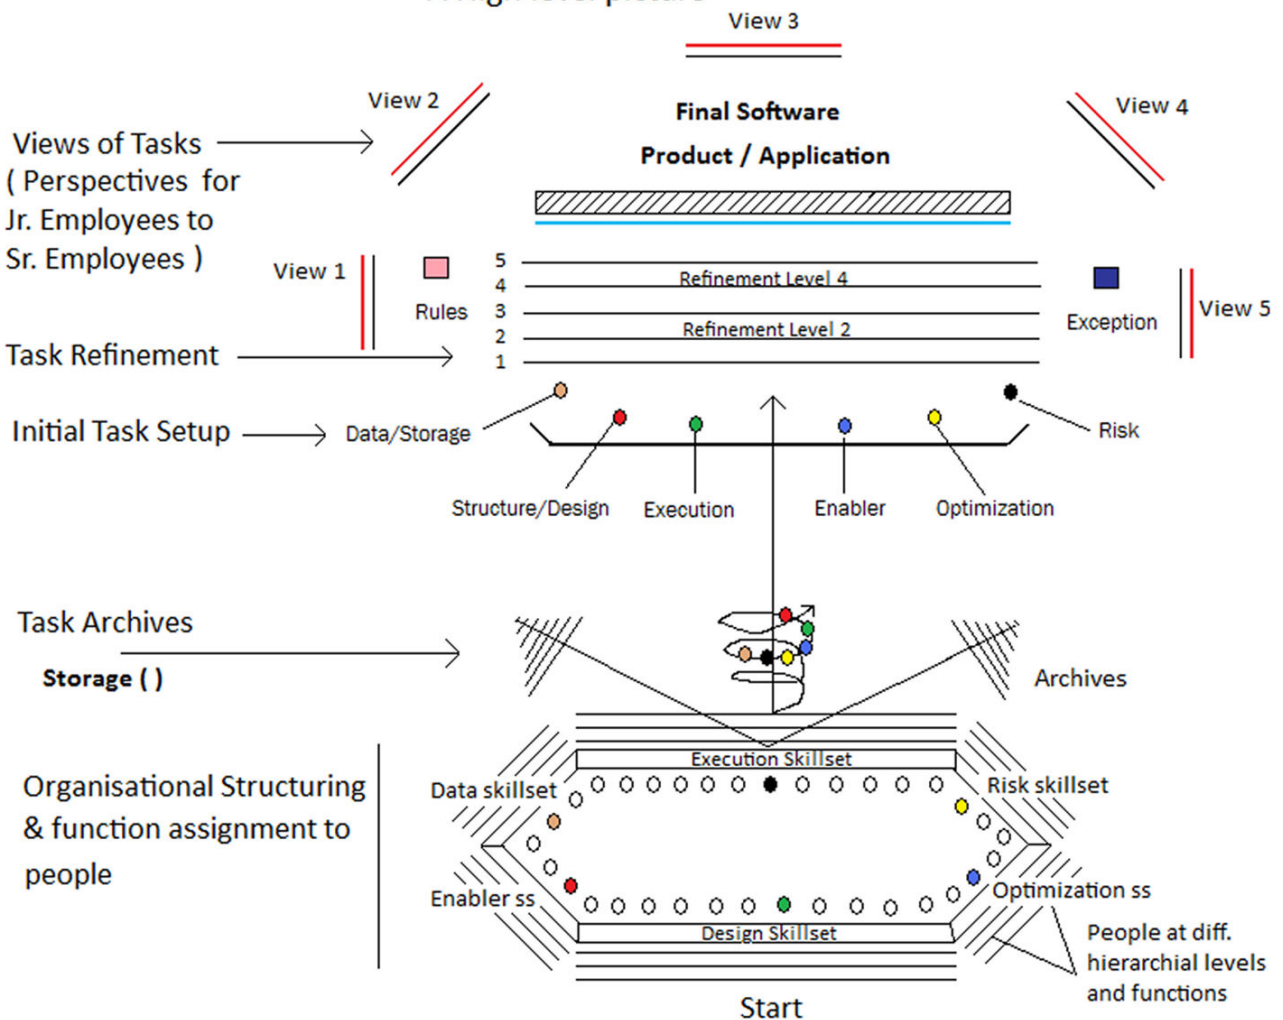 A High level picture
View 3
View 2
Final Software
View 4
Product / Application
Views of Tasks
( Perspectives for
Jr. Employees to
Sr. Employees )
View 1
Rules
5
4
3
2
1
Refinement Level 4
Refinement Level 2
Exception
View 5
Task Refinement
Initial Task Setup
Data/Storage
Risk
Structure/Design
Execution
Enabler
Optimization
Task Archives
Storage ( )
Archives
Organisational Structuring
& function assignment to
people
Execution Skillset
Data skillset
Risk skillset
Enabler ss
Optimization ss
Design Skillset
People at diff.
hierarchial levels
and functions
Start